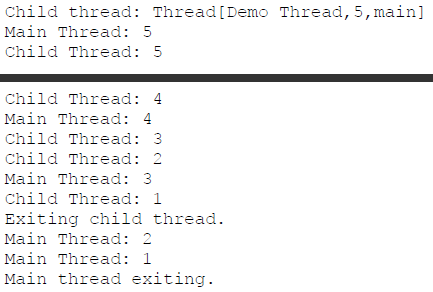 Child thread: Thread[Demo Thread,5,main]
Main Thread: 5
Child Thread: 5
Child Thread: 4
Main Thread: 4
Child Thread: 3
Child Thread: 2
Main Thread: 3
Child Thread: 1
Exiting child thread.
Main Thread: 2
Main Thread: 1
Main thread exiting.